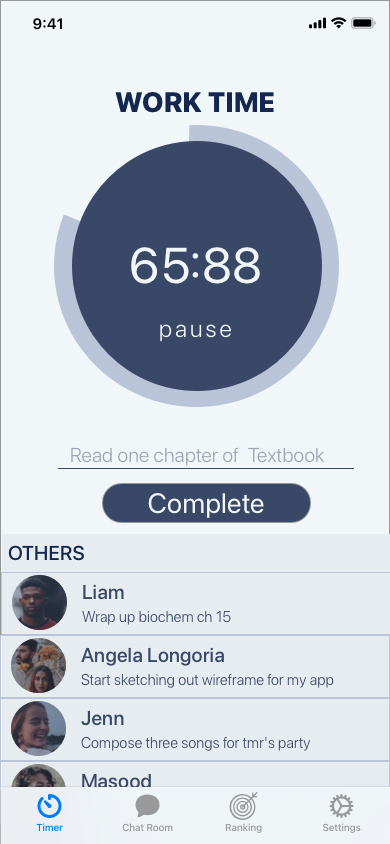 9:41
WORK TIME
65:88
pause
Read one chapter of  Textbook
Complete
OTHERS
Liam
Wrap up biochem ch 15
Angela Longoria
Start sketching out wireframe for my app
Jenn
Compose three songs for tmr's party
Masood
Timer
Chat Room
Ranking
Settings